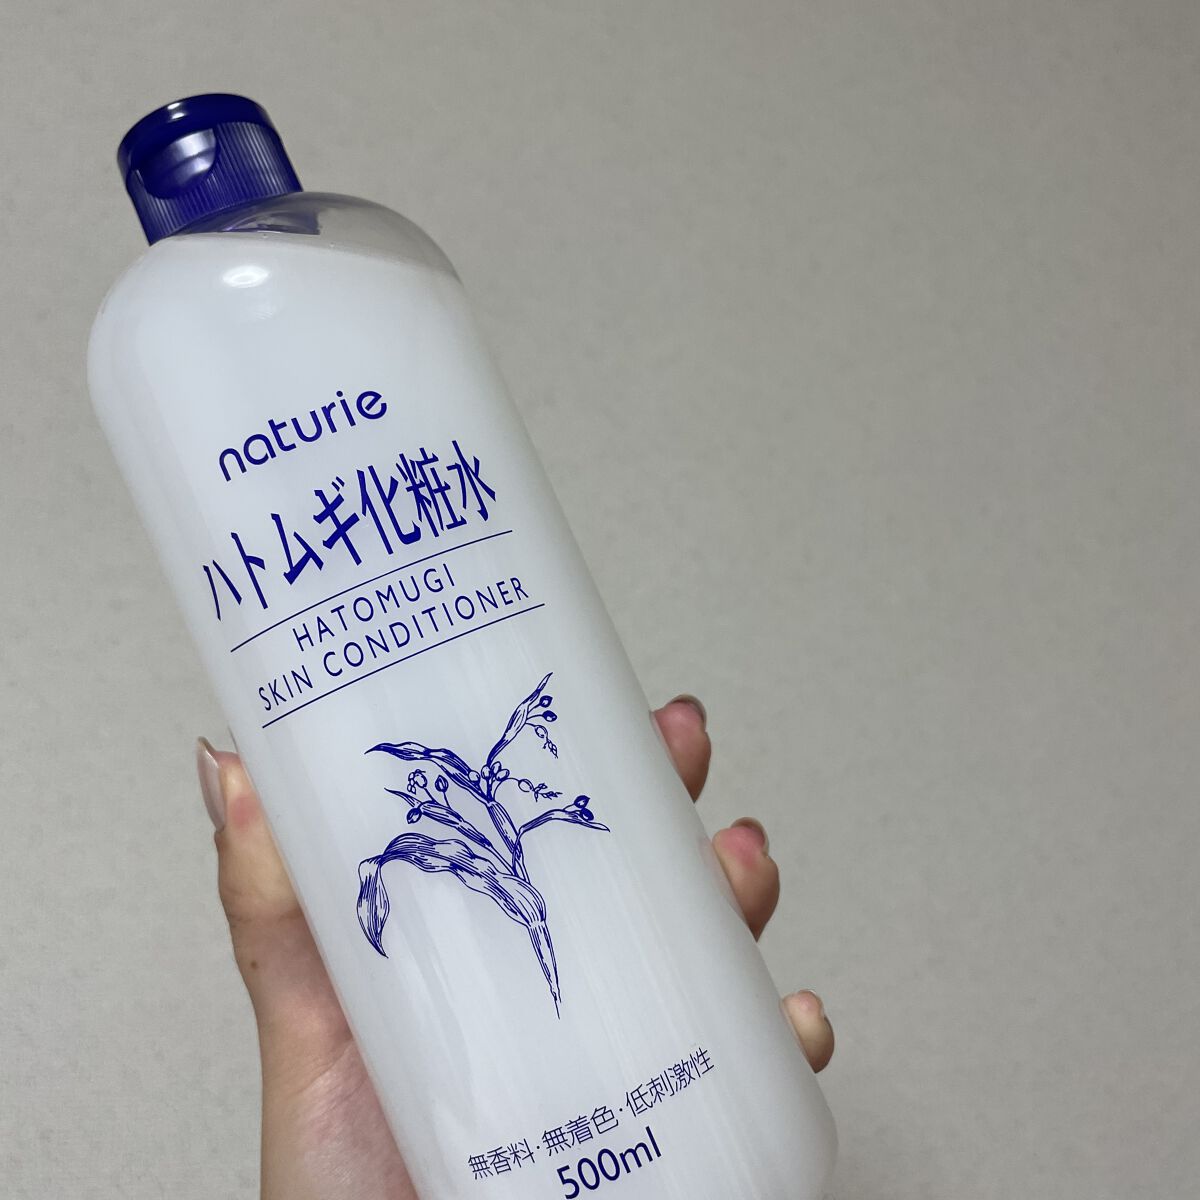 naturie
ハトムギ化粧水
HATOMUGI
SKIN CONDITIONER
無香料・無着色・低刺激性
500ml